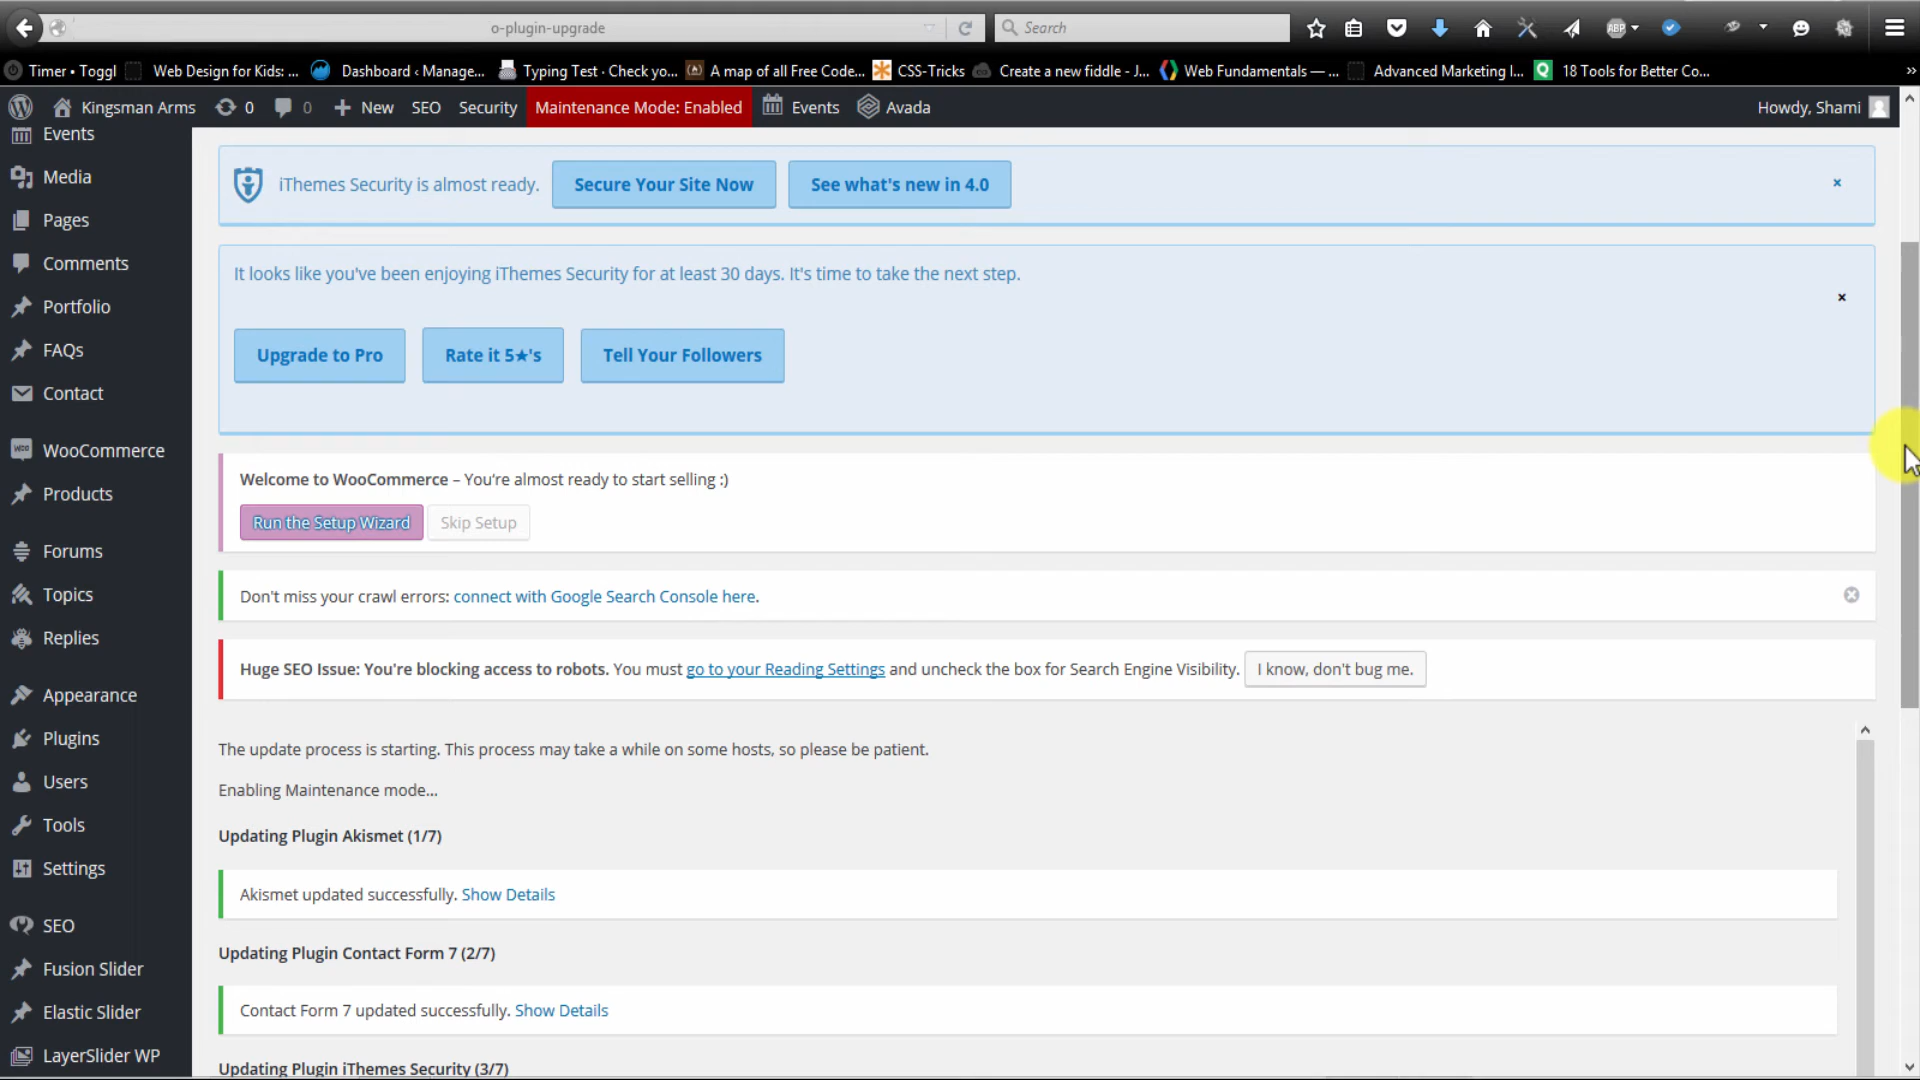 o-plugin-upgrade
Search
ABP
Timer • Toggl
Web Design for Kids: ...
Dashboard ‹ Manage...
Typing Test · Check yo...
A map of all Free Code...
CSS-Tricks
Create a new fiddle - J...
Web Fundamentals — ...
Advanced Marketing I...
Q
18 Tools for Better Co...
»
Kingsman Arms
0
0
New
SEO
Security
Maintenance Mode: Enabled
Events
Avada
Howdy, Shami
Events
Media
Pages
Comments
Portfolio
FAQs
Contact
WooCommerce
Products
Forums
Topics
Replies
Appearance
Plugins
Users
Tools
Settings
SEO
Fusion Slider
Elastic Slider
LayerSlider WP
iThemes Security is almost ready.
Secure Your Site Now
See what's new in 4.0
It looks like you've been enjoying iThemes Security for at least 30 days. It's time to take the next step.
Upgrade to Pro
Rate it 5★'s
Tell Your Followers
Welcome to WooCommerce – You're almost ready to start selling :)
Run the Setup Wizard
Skip Setup
Don't miss your crawl errors: connect with Google Search Console here.
Huge SEO Issue: You're blocking access to robots. You must go to your Reading Settings and uncheck the box for Search Engine Visibility. I know, don't bug me.
The update process is starting. This process may take a while on some hosts, so please be patient.
Enabling Maintenance mode...
Updating Plugin Akismet (1/7)
Akismet updated successfully. Show Details
Updating Plugin Contact Form 7 (2/7)
Contact Form 7 updated successfully. Show Details
Updating Plugin iThemes Security (3/7)